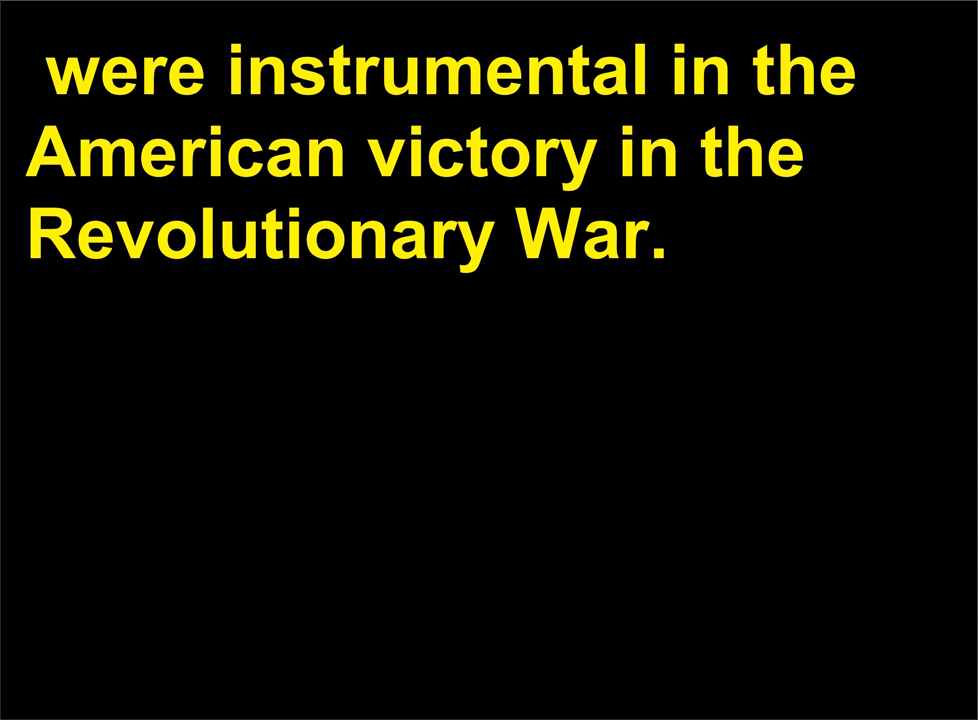 were instrumental in the
American victory in the
Revolutionary War.